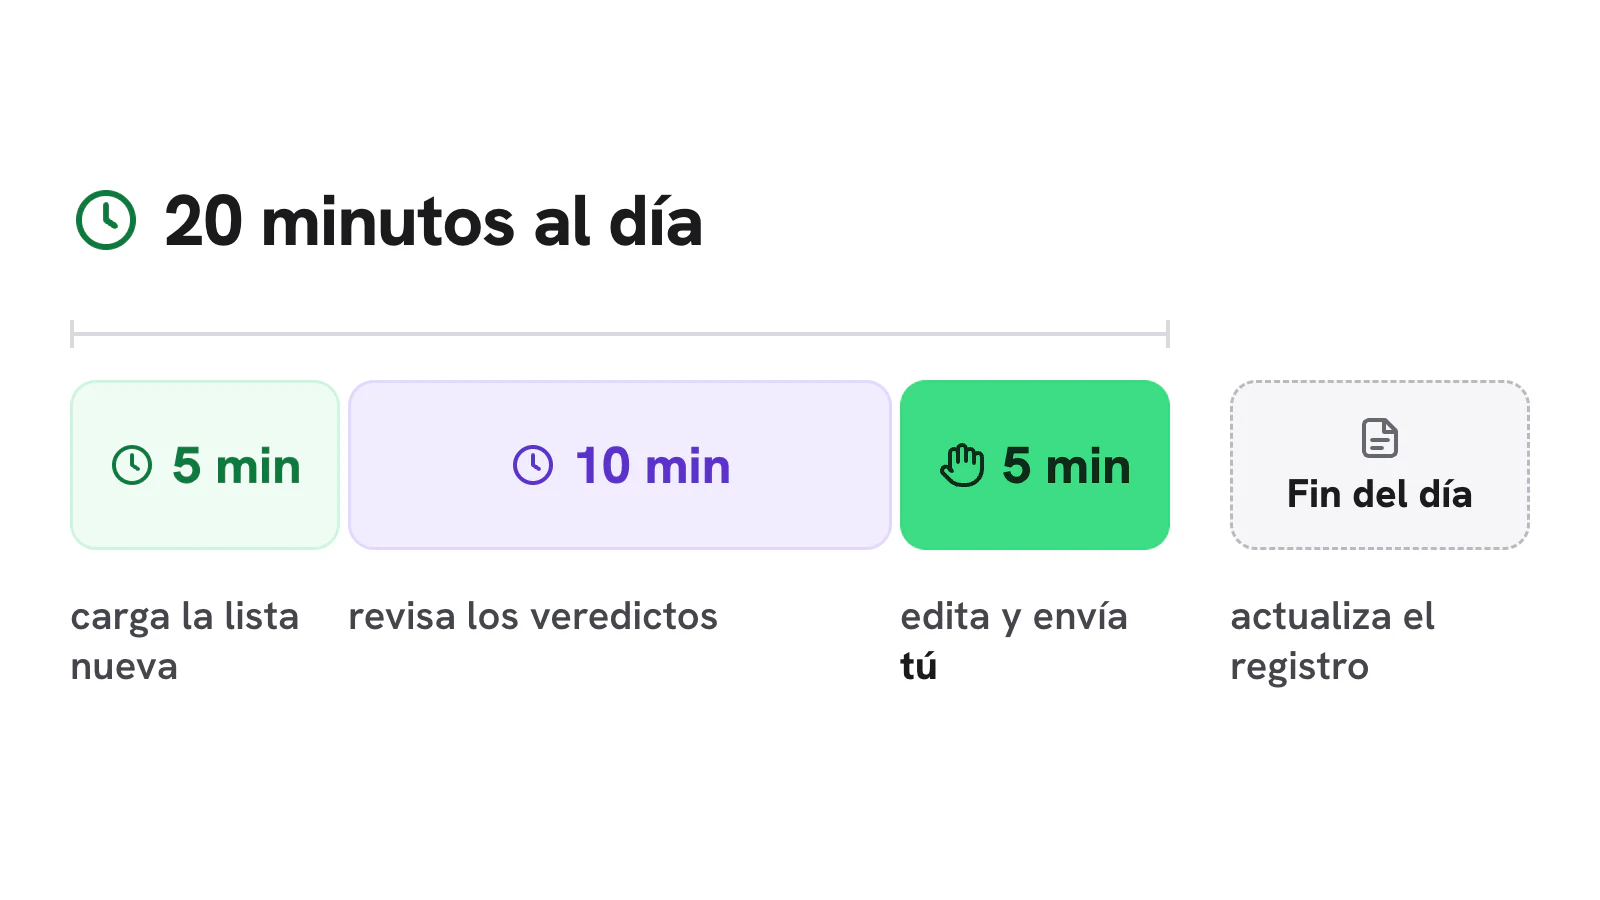 20 minutos al día
5 min
10 min
5 min
Fin del día
carga la lista
nueva
revisa los veredictos
edita y envía
tú
actualiza el
registro